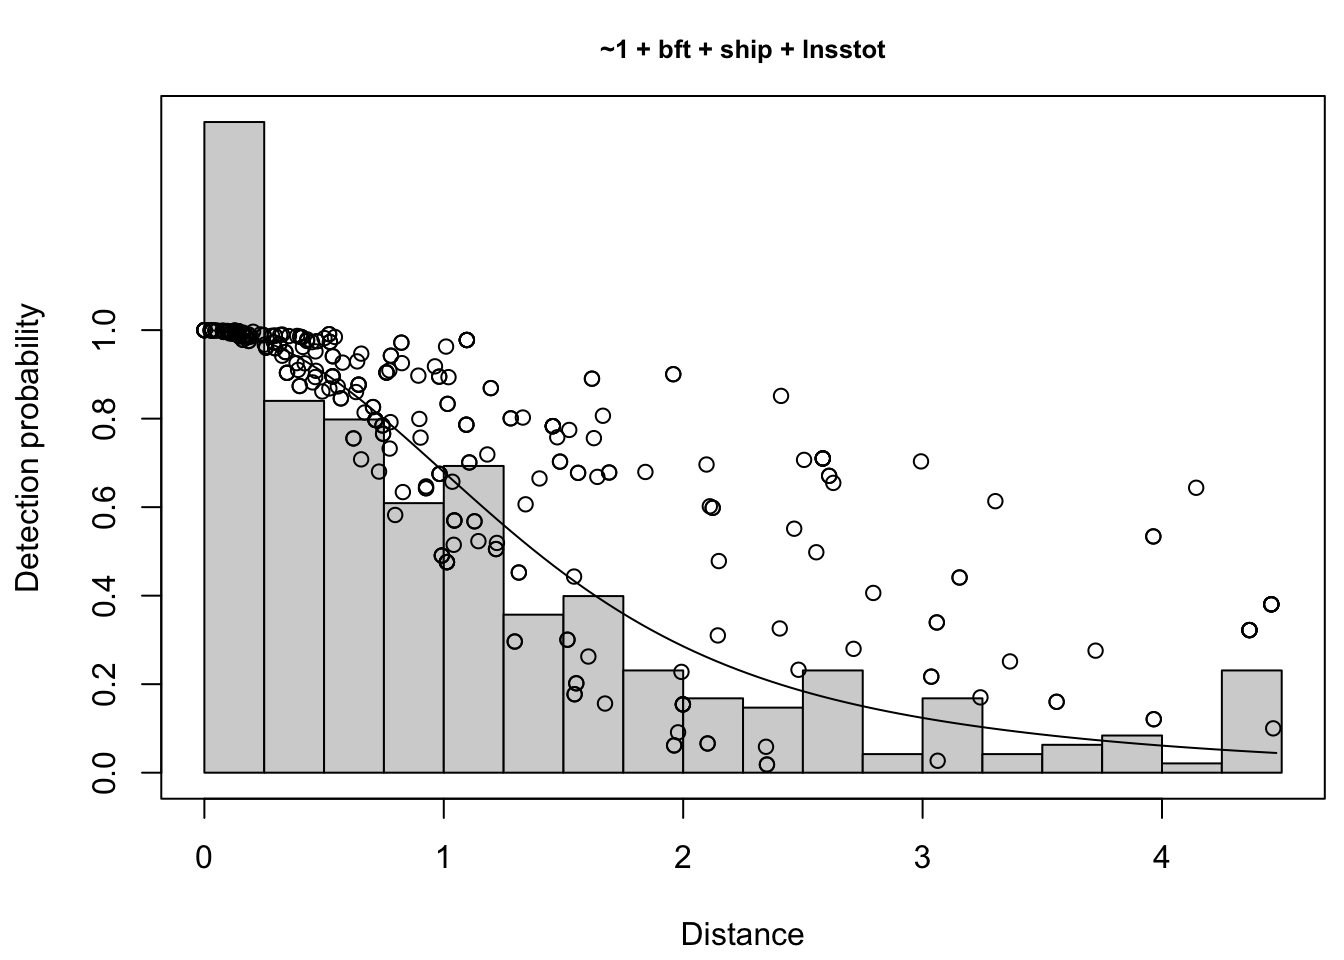 ~1 + bft + ship + lnsstot
Detection probability
1.0
0.8
0.6
0.4
0.2
0.0
0 1 2 3 4
Distance